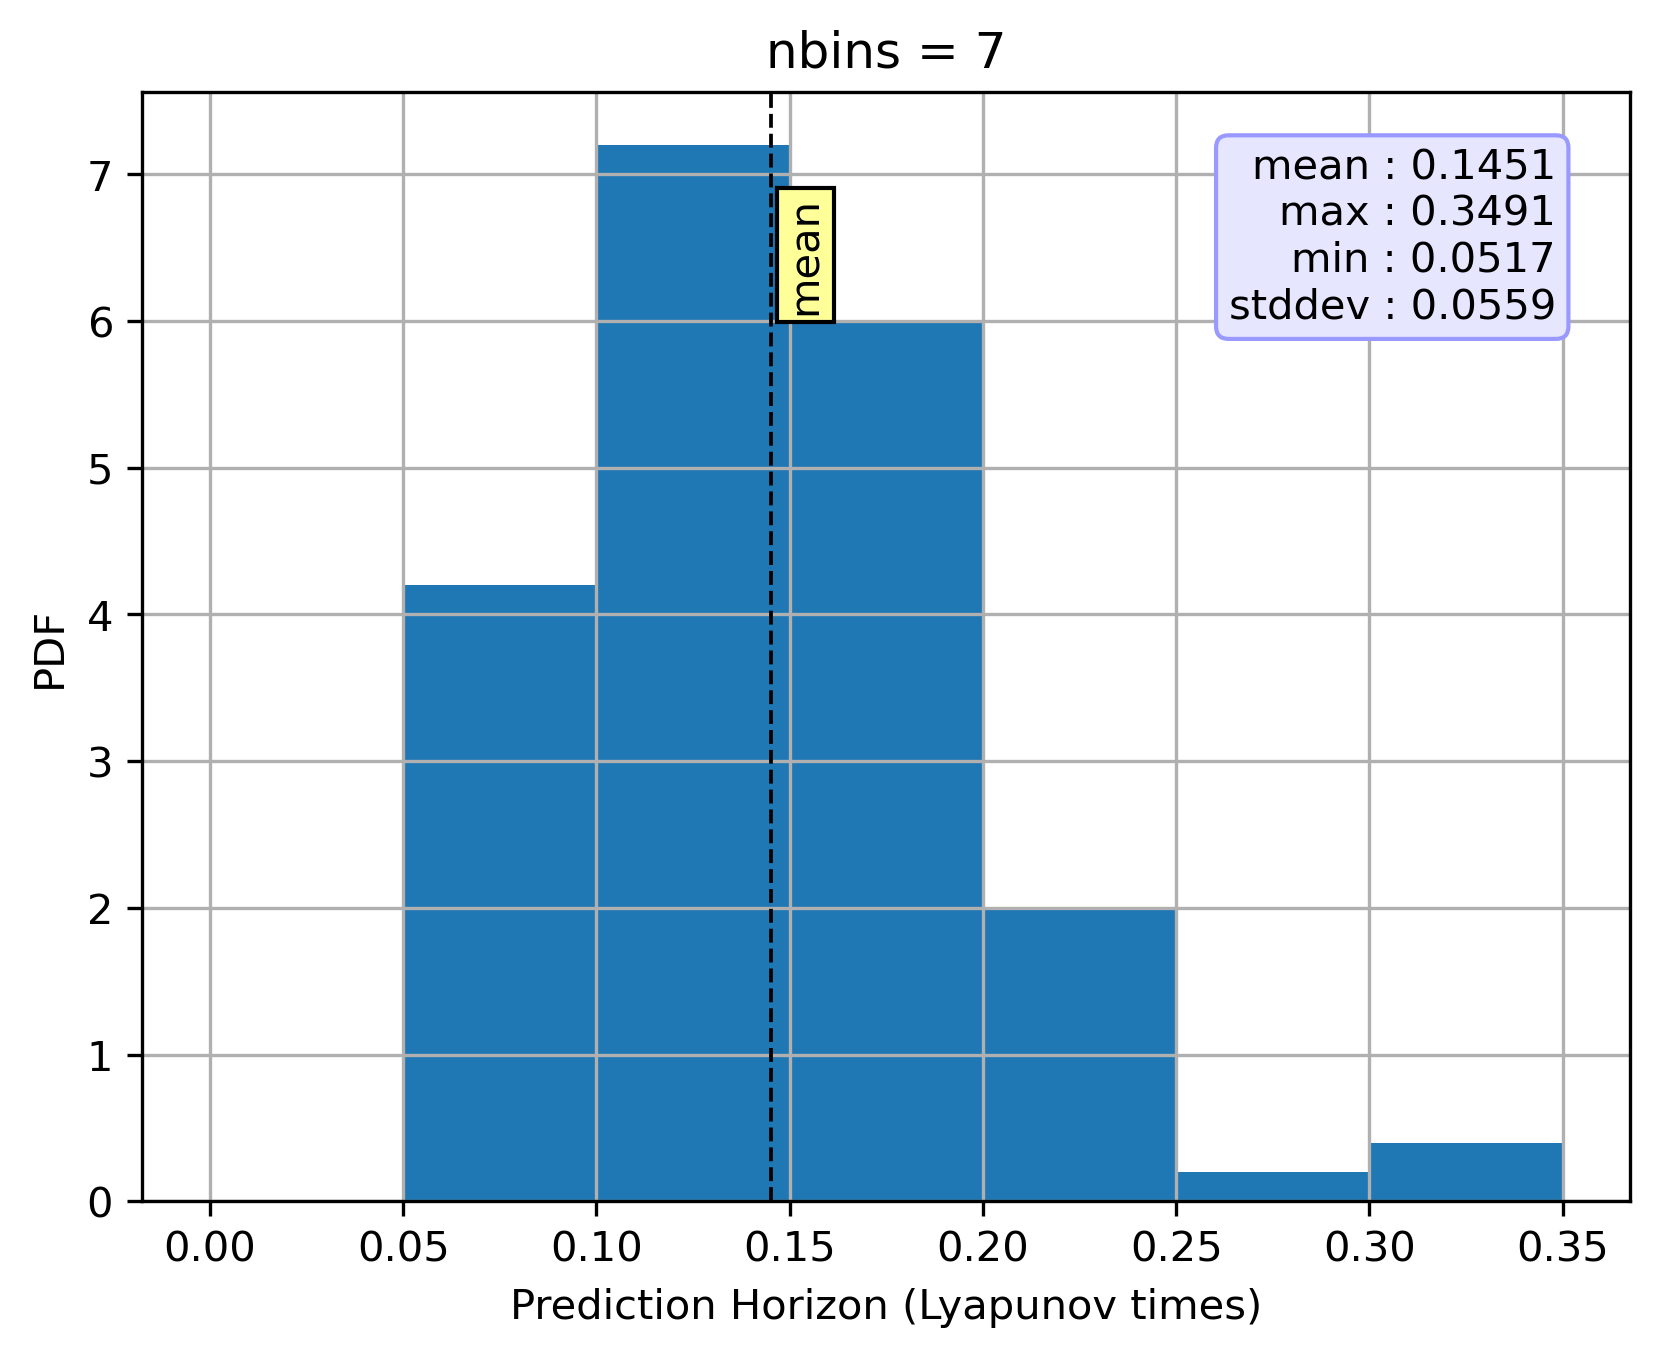 nbins = 7
mean : 0.1451
max : 0.3491
min : 0.0517
stddev : 0.0559
mean
7
6
5
4
3
2
1
0
PDF
0.00 0.05 0.10 0.15 0.20 0.25 0.30 0.35
Prediction Horizon (Lyapunov times)